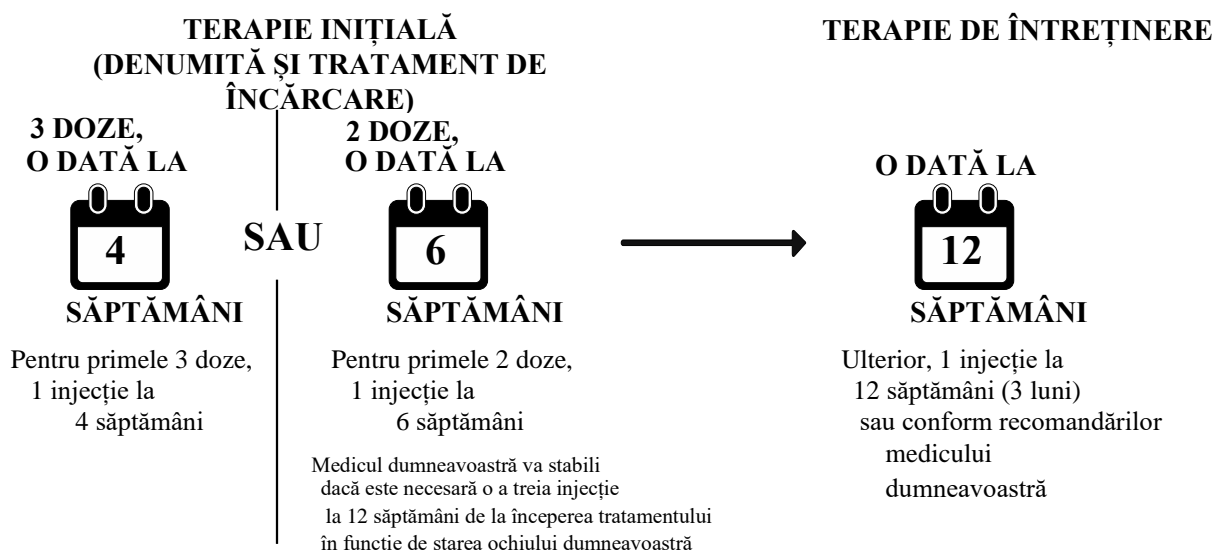 TERAPIE INIȚIALĂ
(DENUMITĂ ȘI TRATAMENT DE
ÎNCĂRCARE)
3 DOZE,
O DATĂ LA
4
SĂPTĂMÂNI
Pentru primele 3 doze,
1 injecție la
4 săptămâni
SAU
2 DOZE,
O DATĂ LA
6
SĂPTĂMÂNI
Pentru primele 2 doze,
1 injecție la
6 săptămâni
Medicul dumneavoastră va stabili
dacă este necesară o a treia injecție
la 12 săptămâni de la începerea tratamentului
în funcție de starea ochiului dumneavoastră
TERAPIE DE ÎNTREȚINERE
O DATĂ LA
12
SĂPTĂMÂNI
Ulterior, 1 injecție la
12 săptămâni (3 luni)
sau conform recomandărilor
medicului
dumneavoastră